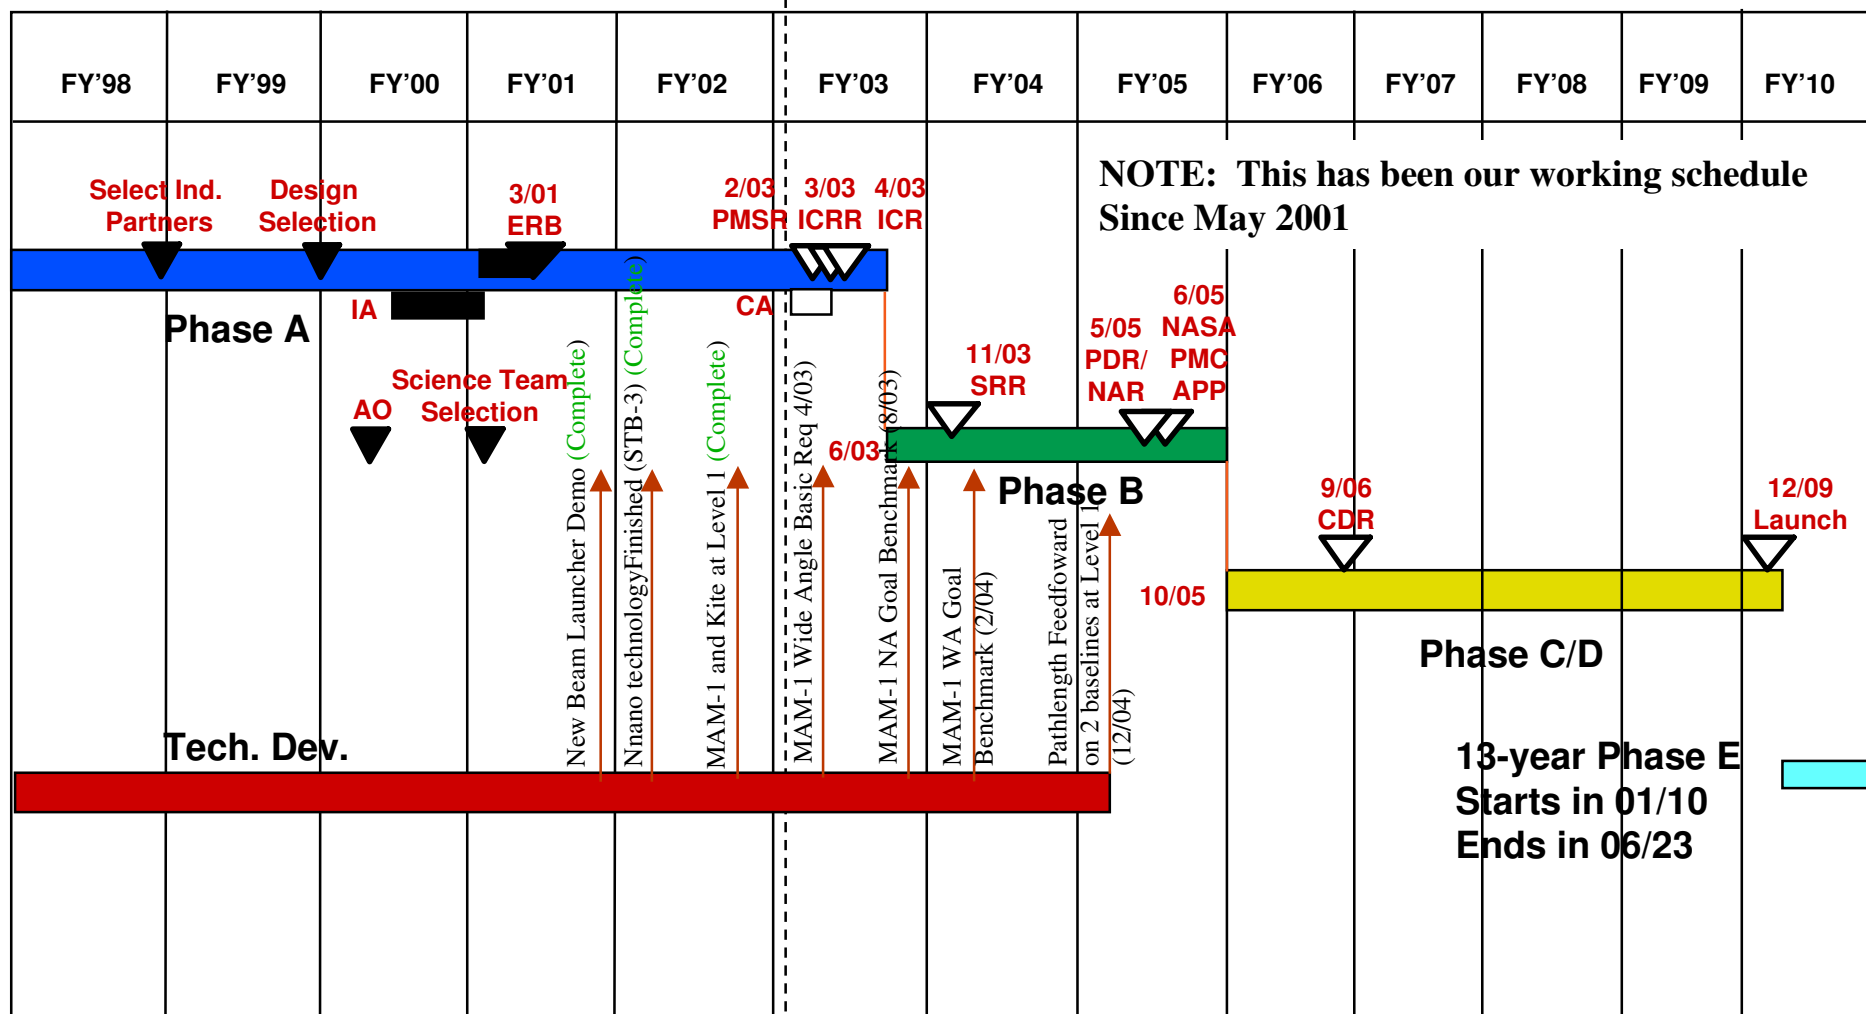 FY'98 FY'99 FY'00 FY'01 FY'02 FY'03 FY'04 FY'05 FY'06 FY'07 FY'08 FY'09 FY'10
NOTE: This has been our working schedule
Since May 2001
Select Ind.
Partners
Design
Selection
3/01
ERB
2/03
PMSR
3/03
ICRR
4/03
ICR
IA
CA
Phase A
AO
Science Team
Selection
6/03
11/03
SRR
5/05
PDR/
NAR
6/05
NASA
PMC
APP
Phase B
9/06
CDR
12/09
Launch
10/05
Phase C/D
New Beam Launcher Demo (Complete)
Nnano technologyFinished (STB-3) (Complete)
MAM-1 and Kite at Level 1 (Complete)
MAM-1 Wide Angle Basic Req 4/03)
MAM-1 NA Goal Benchmark (8/03)
MAM-1 WA Goal
Benchmark (2/04)
Pathlength Feedfoward
on 2 baselines at Level 1
(12/04)
Tech. Dev.
13-year Phase E
Starts in 01/10
Ends in 06/23